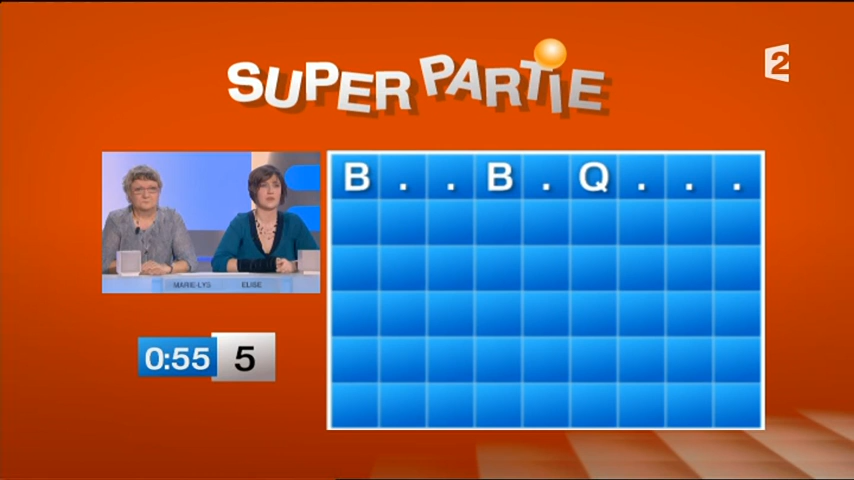 SUPER PARTIE
2
B . . B . Q . . .
MARIE-LYS ELISE
0:55 5